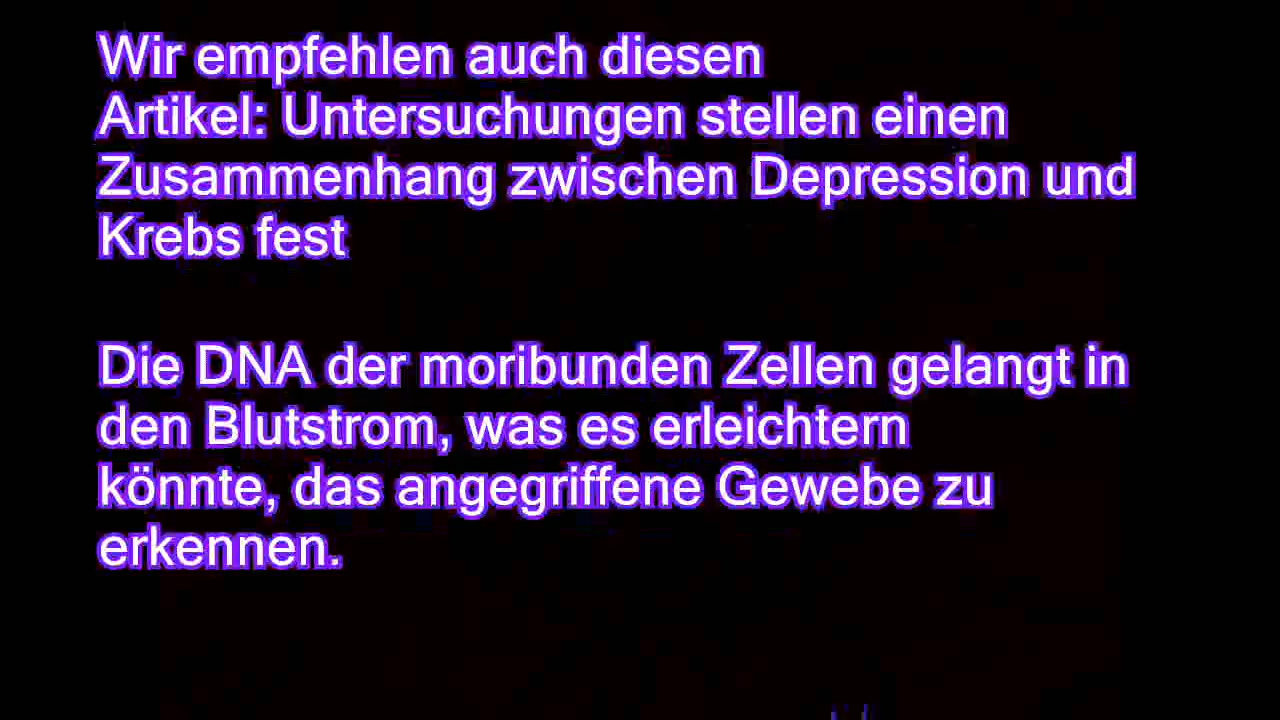 Wir empfehlen auch diesen
Artikel: Untersuchungen stellen einen
Zusammenhang zwischen Depression und
Krebs fest
Die DNA der moribunden Zellen gelangt in
den Blutstrom, was es erleichtern
könnte, das angegriffene Gewebe zu
erkennen.